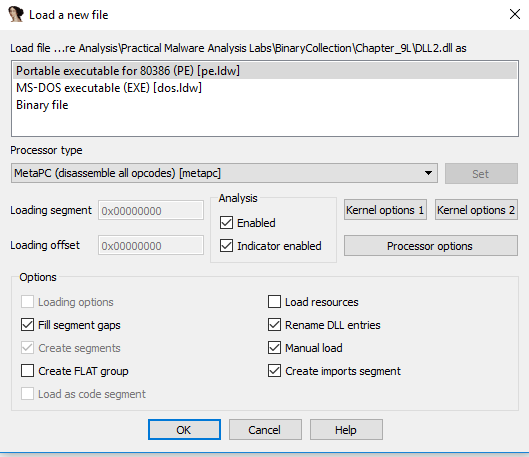 Load a new file
Load file ...re Analysis\Practical Malware Analysis Labs\BinaryCollection\Chapter_9L\DLL2.dll as
Portable executable for 80386 (PE) [pe.ldw]
MS-DOS executable (EXE) [dos.ldw]
Binary file
Processor type
MetaPC (disassemble all opcodes) [metapc]
Set
Loading segment 0x00000000
Loading offset 0x00000000
Analysis
Enabled
Indicator enabled
Kernel options 1 Kernel options 2
Processor options
Options
Loading options
Fill segment gaps
Create segments
Create FLAT group
Load as code segment
Load resources
Rename DLL entries
Manual load
Create imports segment
OK Cancel Help